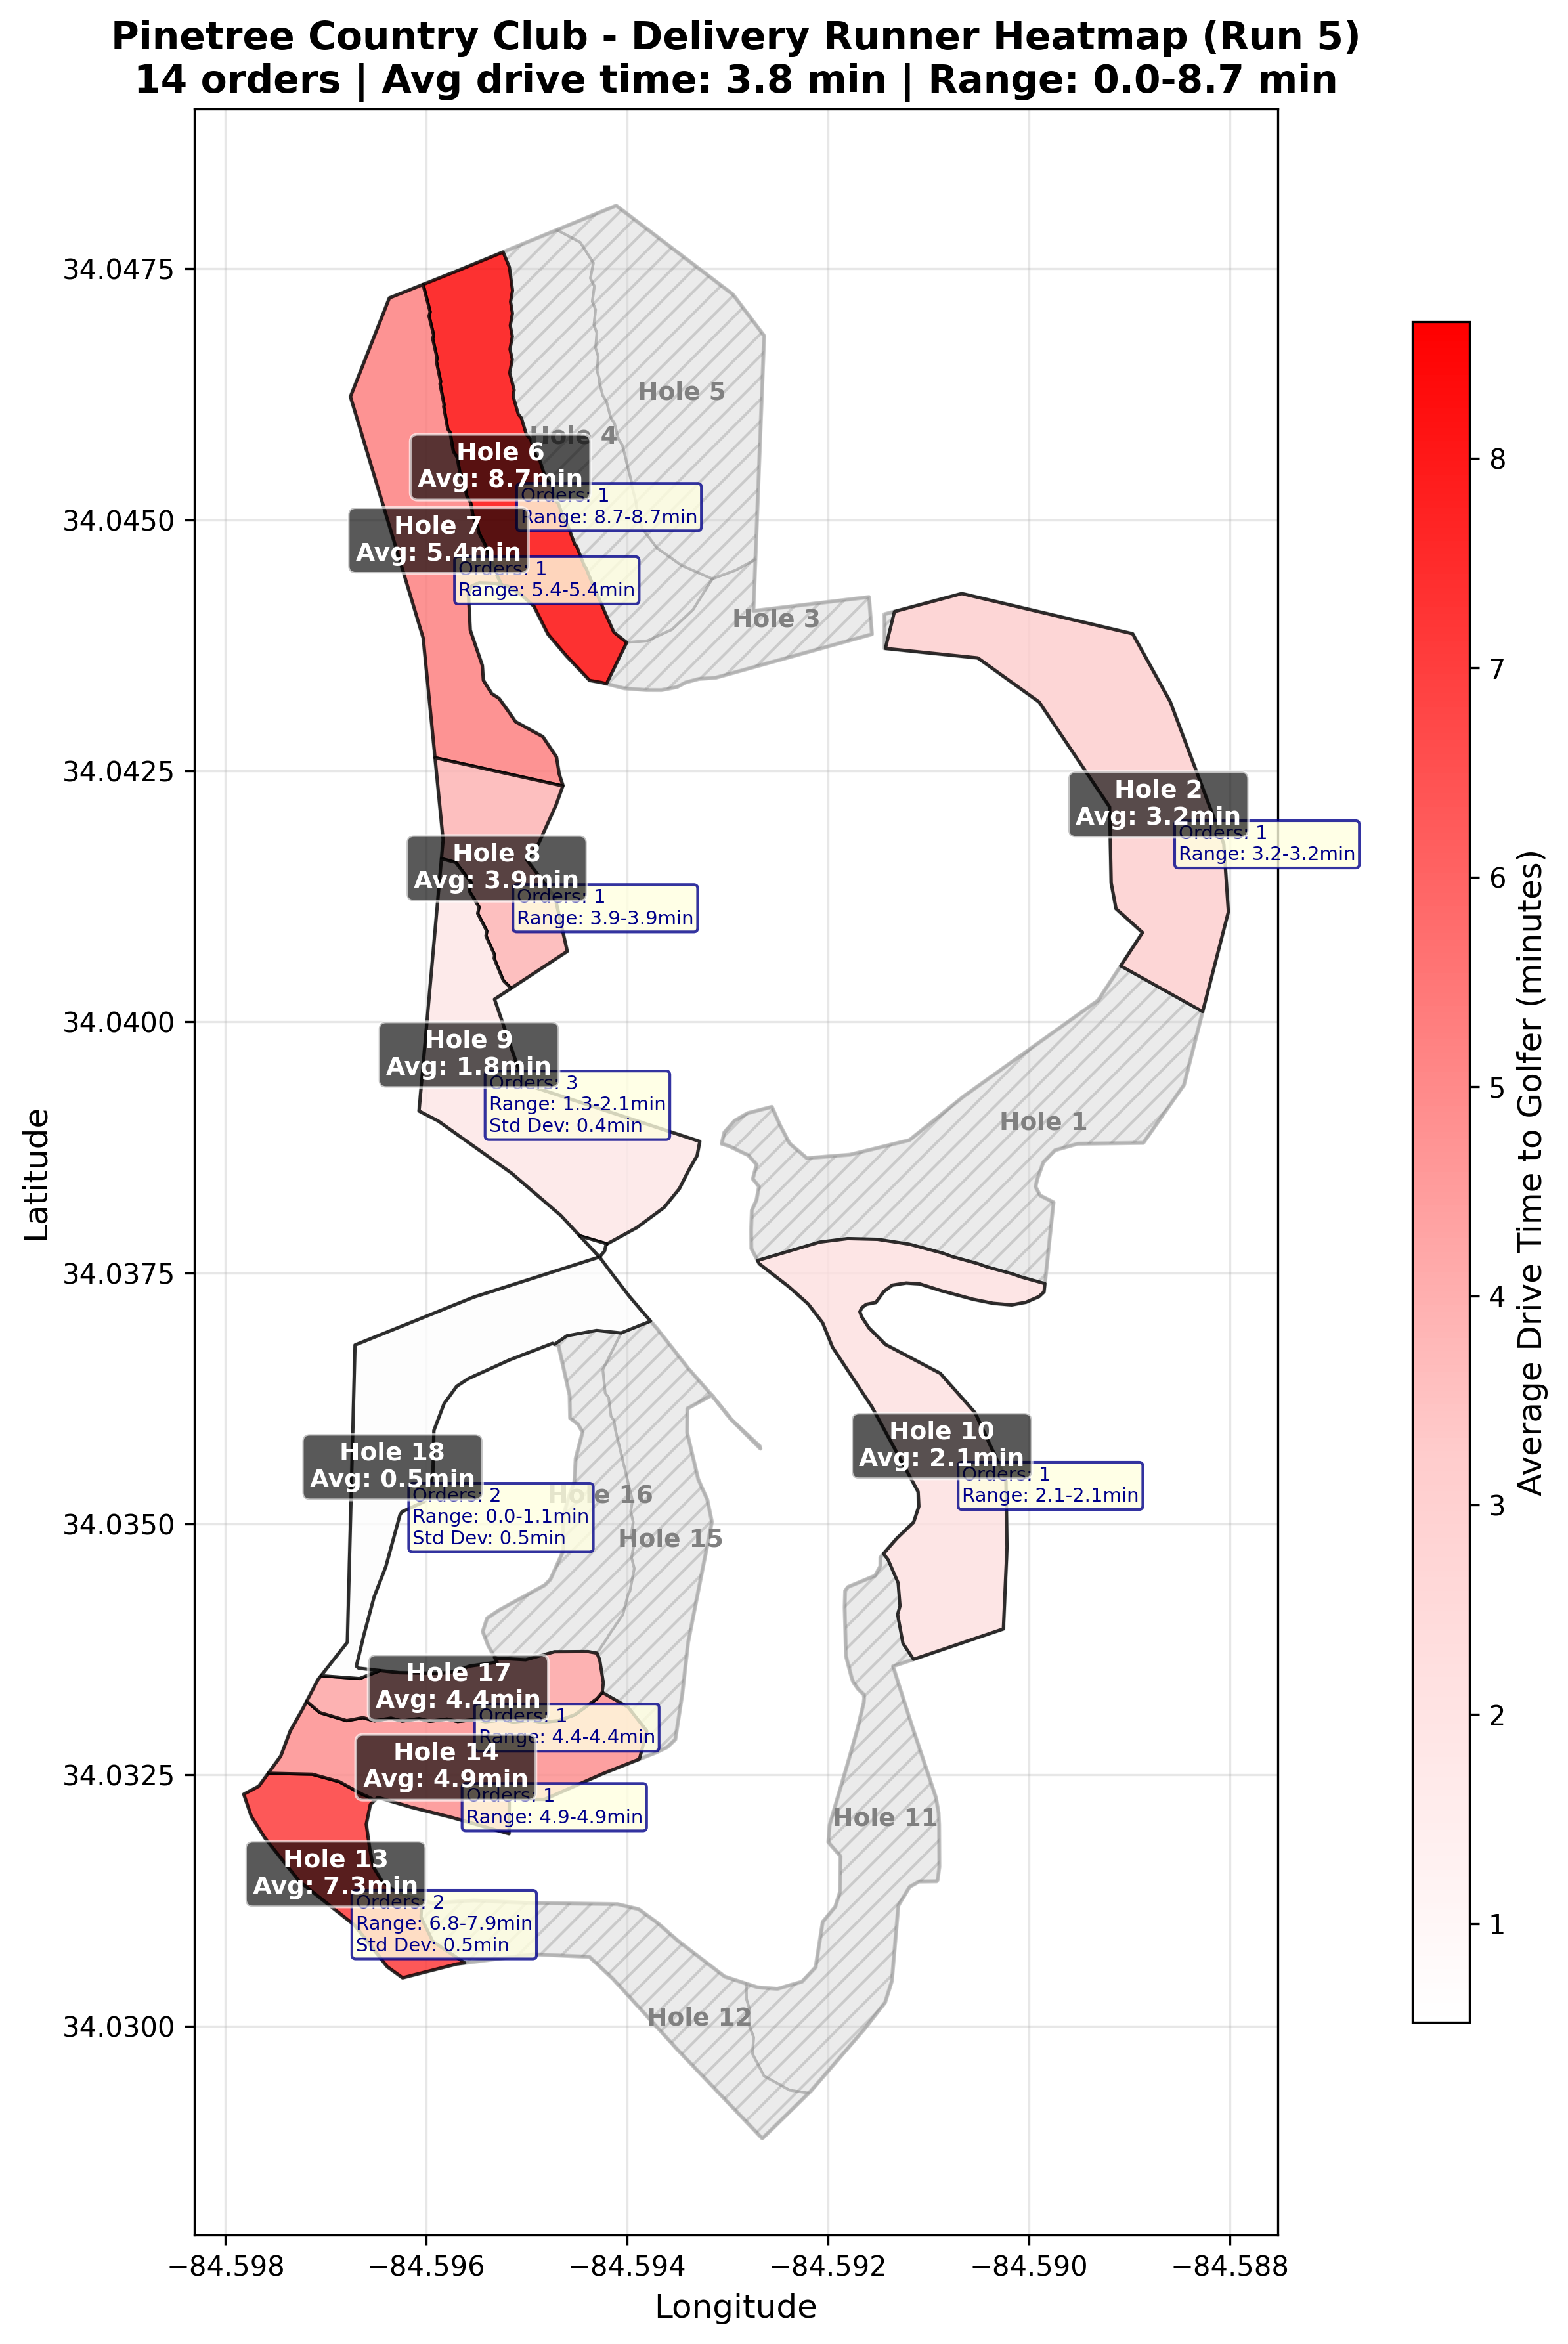 Pinetree Country Club - Delivery Runner Heatmap (Run 5)
14 orders | Avg drive time: 3.8 min | Range: 0.0-8.7 min
34.0475
34.0450
34.0425
34.0400
34.0375
34.0350
34.0325
34.0300
Latitude
−84.598
−84.596
−84.594
−84.592
−84.590
−84.588
Longitude
Hole 5
Hole 4
Hole 6
Avg: 8.7min
Orders: 1
Range: 8.7-8.7min
Hole 7
Avg: 5.4min
Orders: 1
Range: 5.4-5.4min
Hole 3
Hole 2
Avg: 3.2min
Orders: 1
Range: 3.2-3.2min
Hole 8
Avg: 3.9min
Orders: 1
Range: 3.9-3.9min
Hole 9
Avg: 1.8min
Orders: 3
Range: 1.3-2.1min
Std Dev: 0.4min
Hole 1
Hole 10
Avg: 2.1min
Orders: 1
Range: 2.1-2.1min
Hole 18
Avg: 0.5min
Orders: 2
Range: 0.0-1.1min
Std Dev: 0.5min
Hole 16
Hole 15
Hole 17
Avg: 4.4min
Orders: 1
Range: 4.4-4.4min
Hole 14
Avg: 4.9min
Orders: 1
Range: 4.9-4.9min
Hole 11
Hole 13
Avg: 7.3min
Orders: 2
Range: 6.8-7.9min
Std Dev: 0.5min
Hole 12
8
7
6
5
4
3
2
1
Average Drive Time to Golfer (minutes)